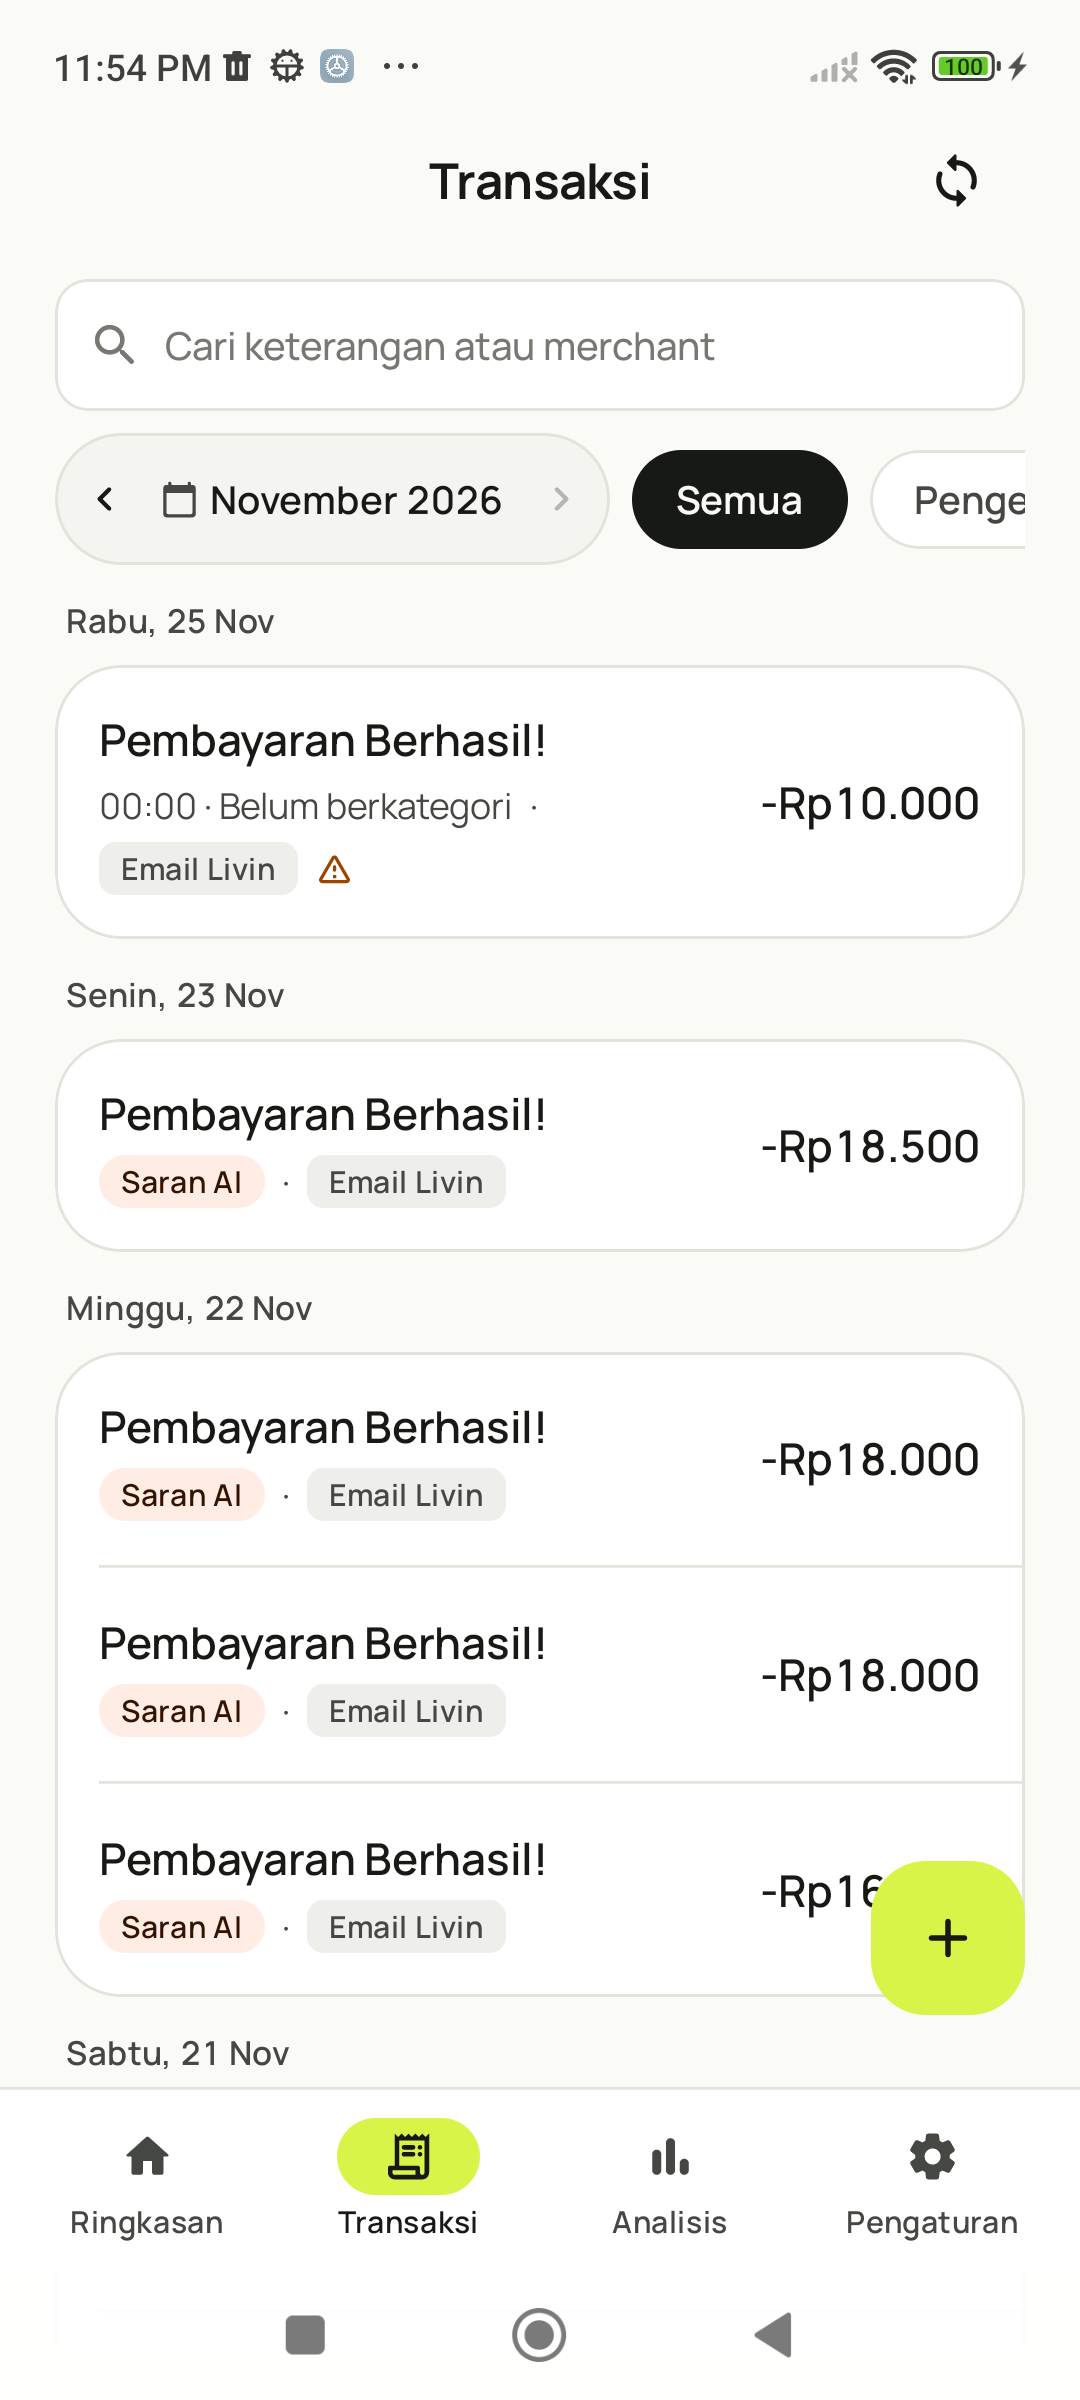 11:54 PM
100
Transaksi
Cari keterangan atau merchant
November 2026
Semua
Penge
Rabu, 25 Nov
Pembayaran Berhasil!
00:00 · Belum berkategori ·
-Rp10.000
Email Livin
Senin, 23 Nov
Pembayaran Berhasil!
-Rp18.500
Saran AI · Email Livin
Minggu, 22 Nov
Pembayaran Berhasil!
-Rp18.000
Saran AI · Email Livin
Pembayaran Berhasil!
-Rp18.000
Saran AI · Email Livin
Pembayaran Berhasil!
-Rp16
Saran AI · Email Livin
Sabtu, 21 Nov
Ringkasan
Transaksi
Analisis
Pengaturan